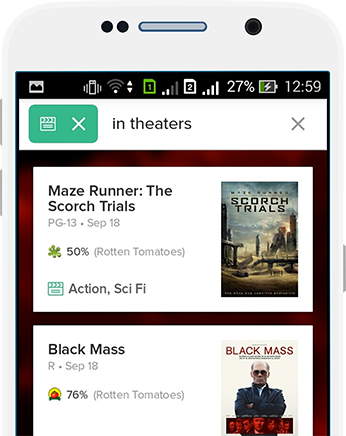 1 2 27% 12:59
in theaters
Maze Runner: The
Scorch Trials
PG-13 • Sep 18
50% (Rotten Tomatoes)
Action, Sci Fi
MAZE RUNNER
SCORCH
TRIALS
Black Mass
R • Sep 18
76% (Rotten Tomatoes)
BLACK MASS